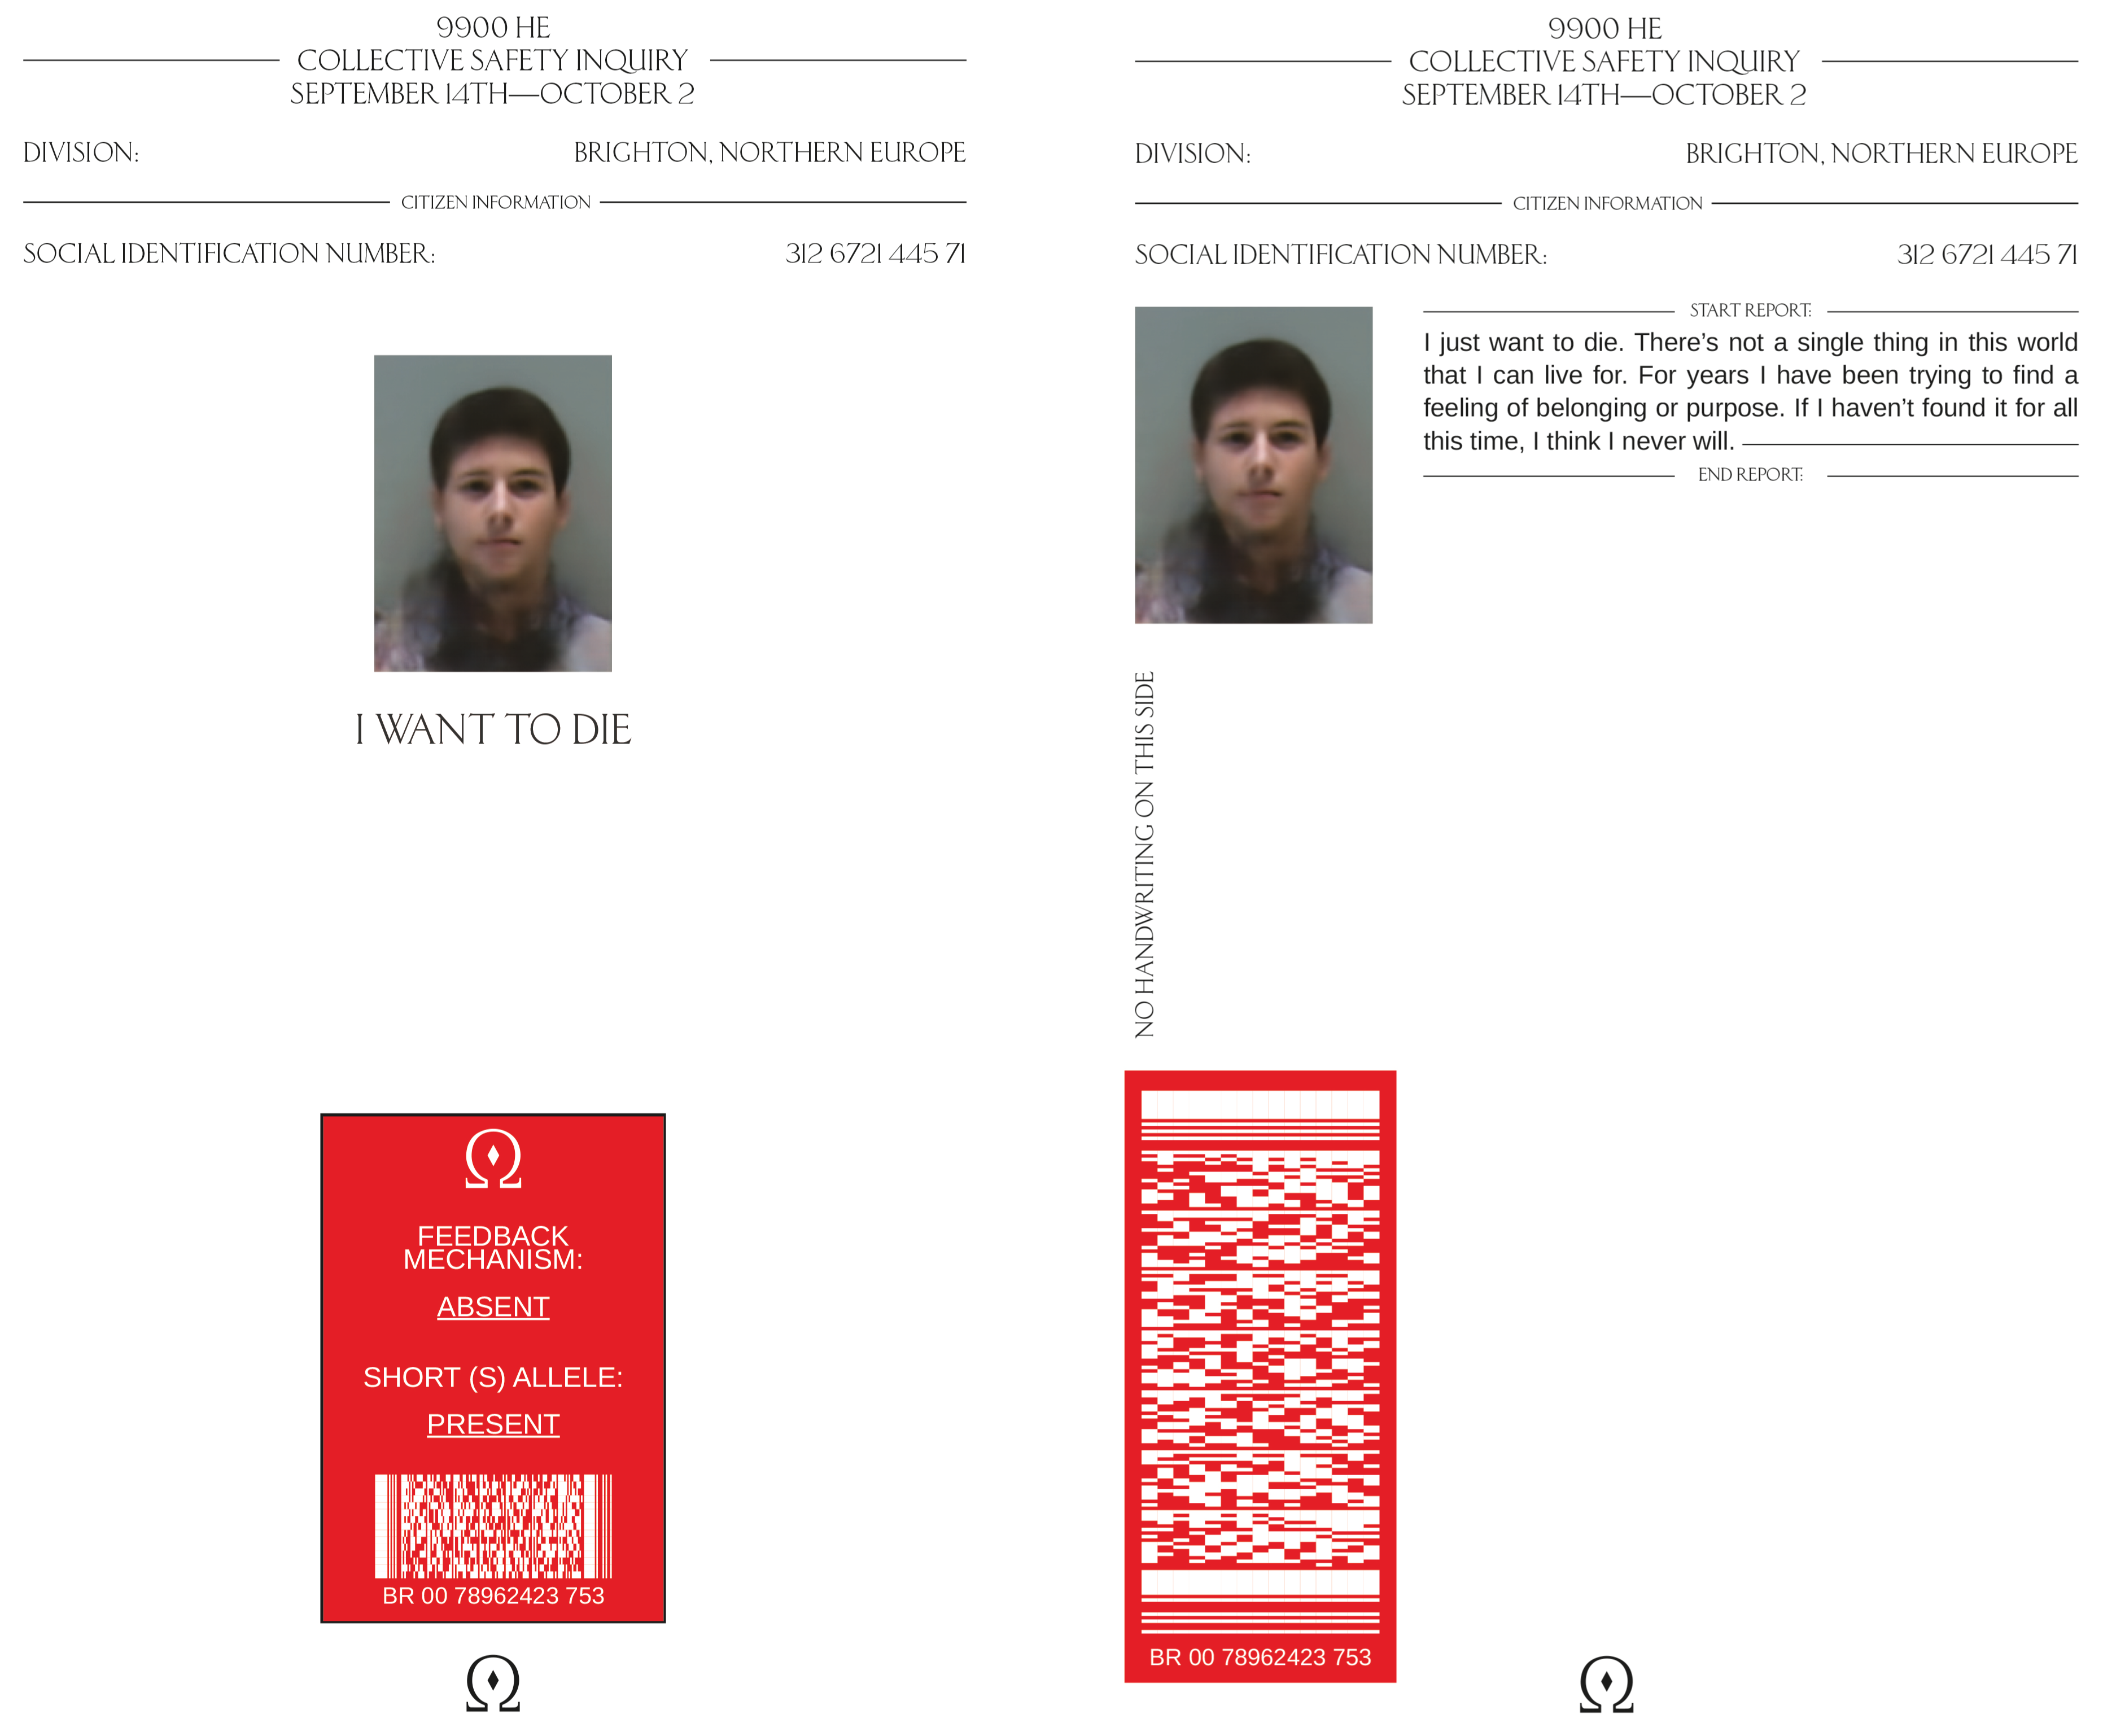 9900 HE
COLLECTIVE SAFETY INQUIRY
SEPTEMBER 14TH—OCTOBER 2
DIVISION: BRIGHTON, NORTHERN EUROPE
CITIZEN INFORMATION
SOCIAL IDENTIFICATION NUMBER: 312 6721 445 71
I WANT TO DIE
Ω
FEEDBACK
MECHANISM:
ABSENT
SHORT (S) ALLELE:
PRESENT
BR 00 78962423 753
Ω
9900 HE
COLLECTIVE SAFETY INQUIRY
SEPTEMBER 14TH—OCTOBER 2
DIVISION: BRIGHTON, NORTHERN EUROPE
CITIZEN INFORMATION
SOCIAL IDENTIFICATION NUMBER: 312 6721 445 71
START REPORT:
I just want to die. There’s not a single thing in this world
that I can live for. For years I have been trying to find a
feeling of belonging or purpose. If I haven’t found it for all
this time, I think I never will.
END REPORT:
NO HANDWRITING ON THIS SIDE
BR 00 78962423 753
Ω